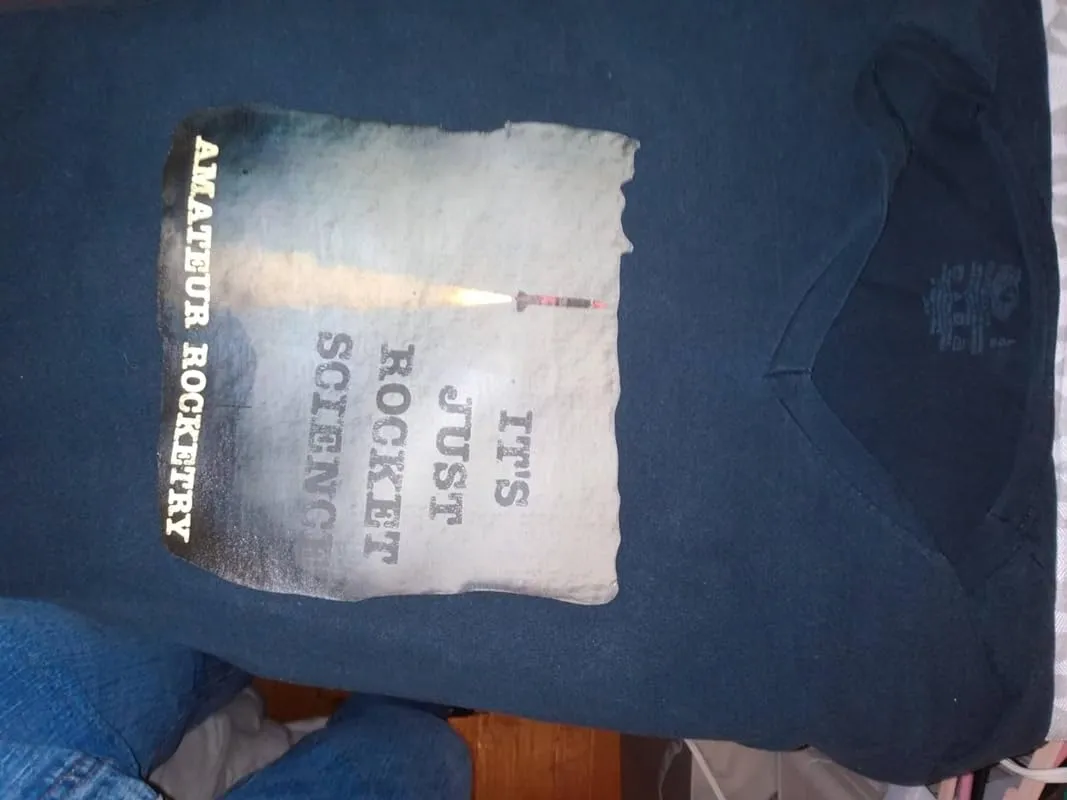 IT'S
JUST
ROCKET
SCIENCE
AMATEUR ROCKETRY